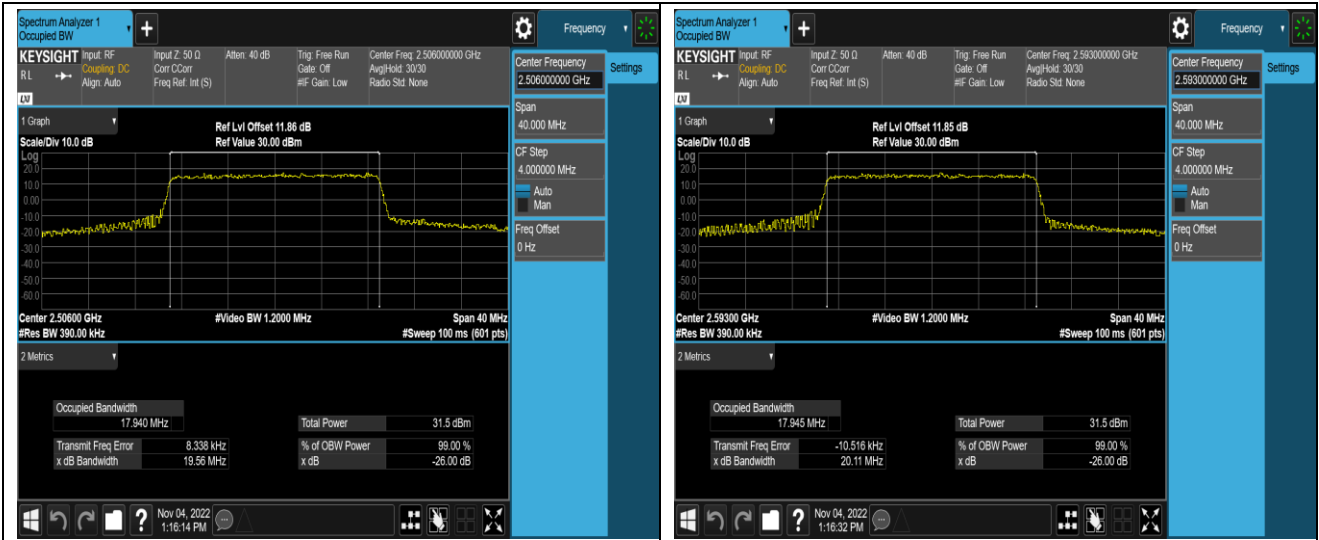 Spectrum Analyzer 1
Occupied BW
+
Frequency
KEYSIGHT
RL
LXI
Input: RF
Coupling: DC
Align: Auto
Input Z: 50 Ω
Corr CCorr
Freq Ref: Int (S)
Atten: 40 dB
Trig: Free Run
Gate: Off
#IF Gain: Low
Center Freq: 2.506000000 GHz
Avg|Hold: 30/30
Radio Std: None
Center Frequency
2.506000000 GHz
Settings
Span
40.000 MHz
CF Step
4.000000 MHz
Auto
Man
Freq Offset
0 Hz
1 Graph
Scale/Div 10.0 dB
Ref Lvl Offset 11.86 dB
Ref Value 30.00 dBm
Log
20.0
10.0
0.00
-10.0
-20.0
-30.0
-40.0
-50.0
-60.0
Center 2.50600 GHz
#Res BW 390.00 kHz
#Video BW 1.2000 MHz
Span 40 MHz
#Sweep 100 ms (601 pts)
2 Metrics
Occupied Bandwidth
17.940 MHz
Transmit Freq Error 8.338 kHz
x dB Bandwidth 19.56 MHz
Total Power 31.5 dBm
% of OBW Power 99.00 %
x dB -26.00 dB
?
Nov 04, 2022
1:16:14 PM
Spectrum Analyzer 1
Occupied BW
+
Frequency
KEYSIGHT
RL
LXI
Input: RF
Coupling: DC
Align: Auto
Input Z: 50 Ω
Corr CCorr
Freq Ref: Int (S)
Atten: 40 dB
Trig: Free Run
Gate: Off
#IF Gain: Low
Center Freq: 2.593000000 GHz
Avg|Hold: 30/30
Radio Std: None
Center Frequency
2.593000000 GHz
Settings
Span
40.000 MHz
CF Step
4.000000 MHz
Auto
Man
Freq Offset
0 Hz
1 Graph
Scale/Div 10.0 dB
Ref Lvl Offset 11.85 dB
Ref Value 30.00 dBm
Log
20.0
10.0
0.00
-10.0
-20.0
-30.0
-40.0
-50.0
-60.0
Center 2.59300 GHz
#Res BW 390.00 kHz
#Video BW 1.2000 MHz
Span 40 MHz
#Sweep 100 ms (601 pts)
2 Metrics
Occupied Bandwidth
17.945 MHz
Transmit Freq Error -10.516 kHz
x dB Bandwidth 20.11 MHz
Total Power 31.5 dBm
% of OBW Power 99.00 %
x dB -26.00 dB
?
Nov 04, 2022
1:16:32 PM